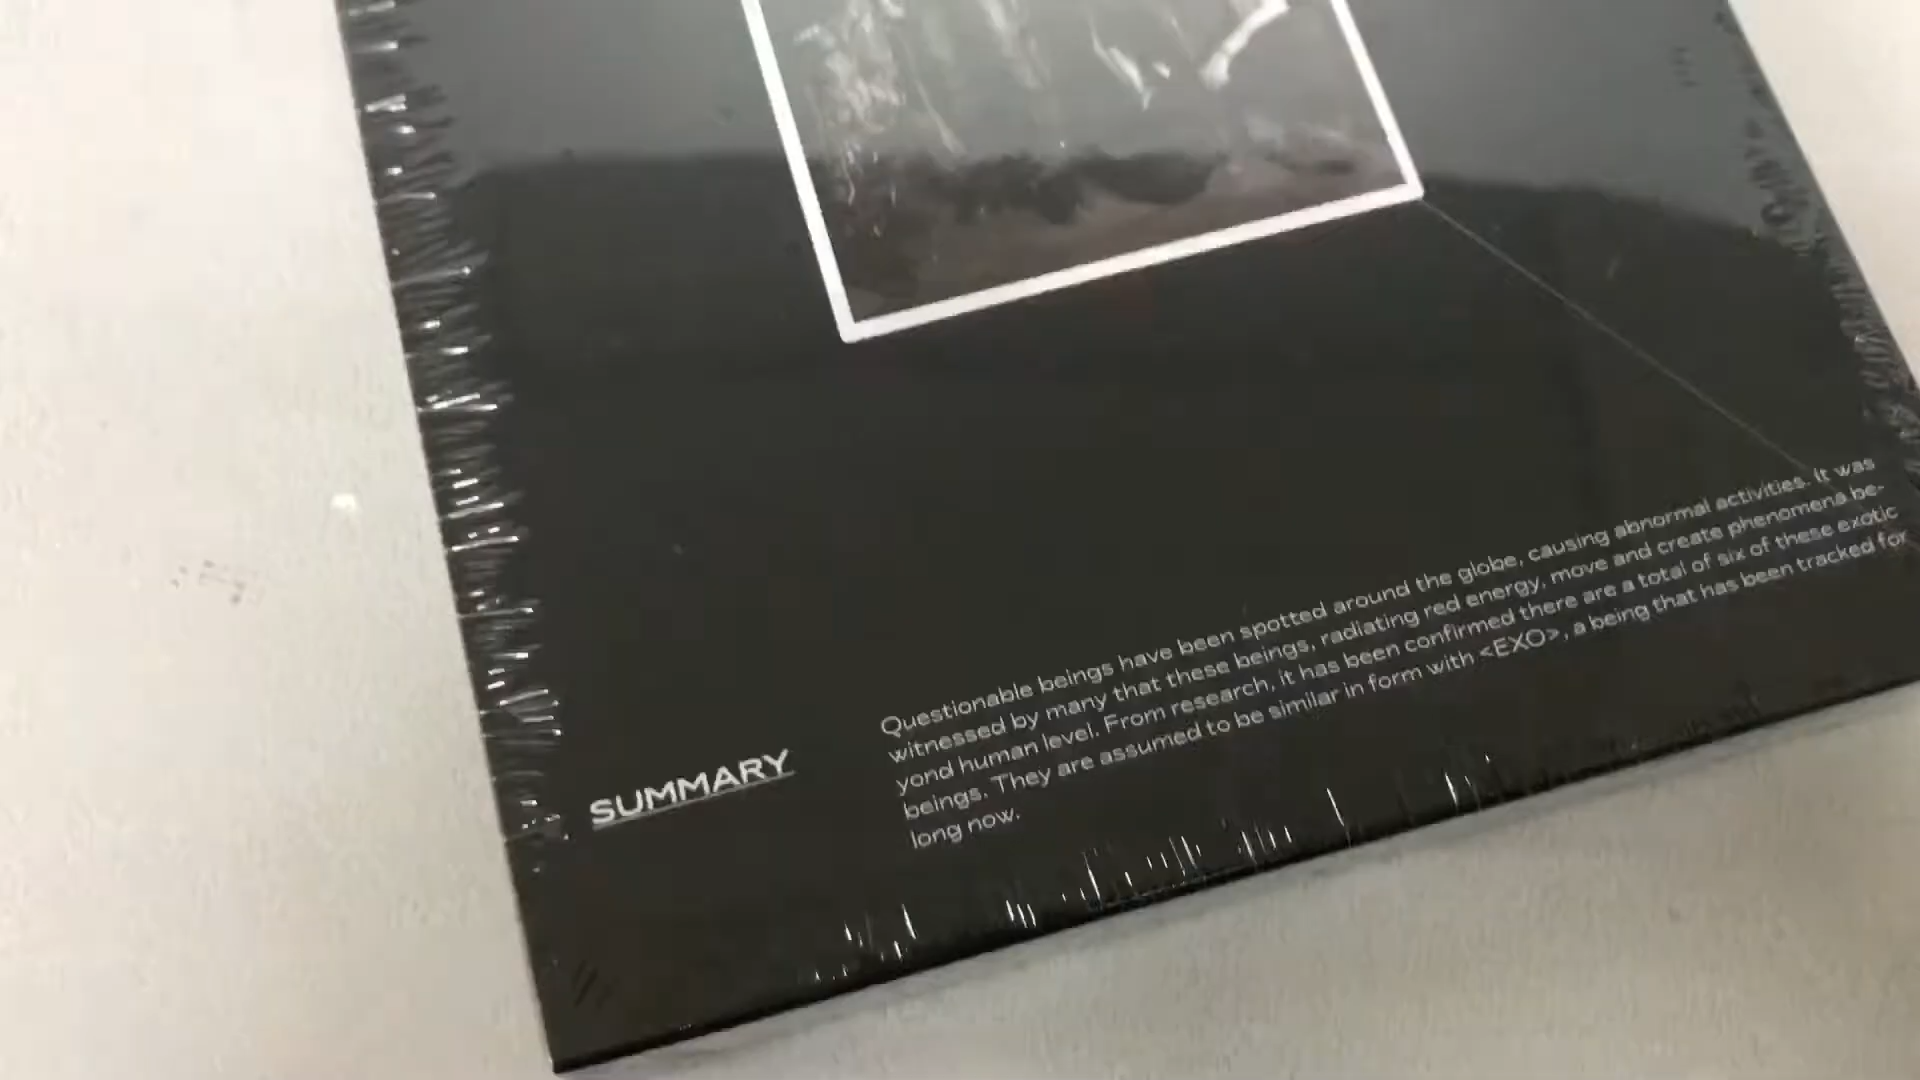 Questionable beings have been spotted around the globe, causing abnormal activities. It was
witnessed by many that these beings, radiating red energy, move and create phenomena be-
yond human level. From research, it has been confirmed there are a total of six of these exotic
beings. They are assumed to be similar in form with <EXO>, a being that has been tracked for
long now.
SUMMARY